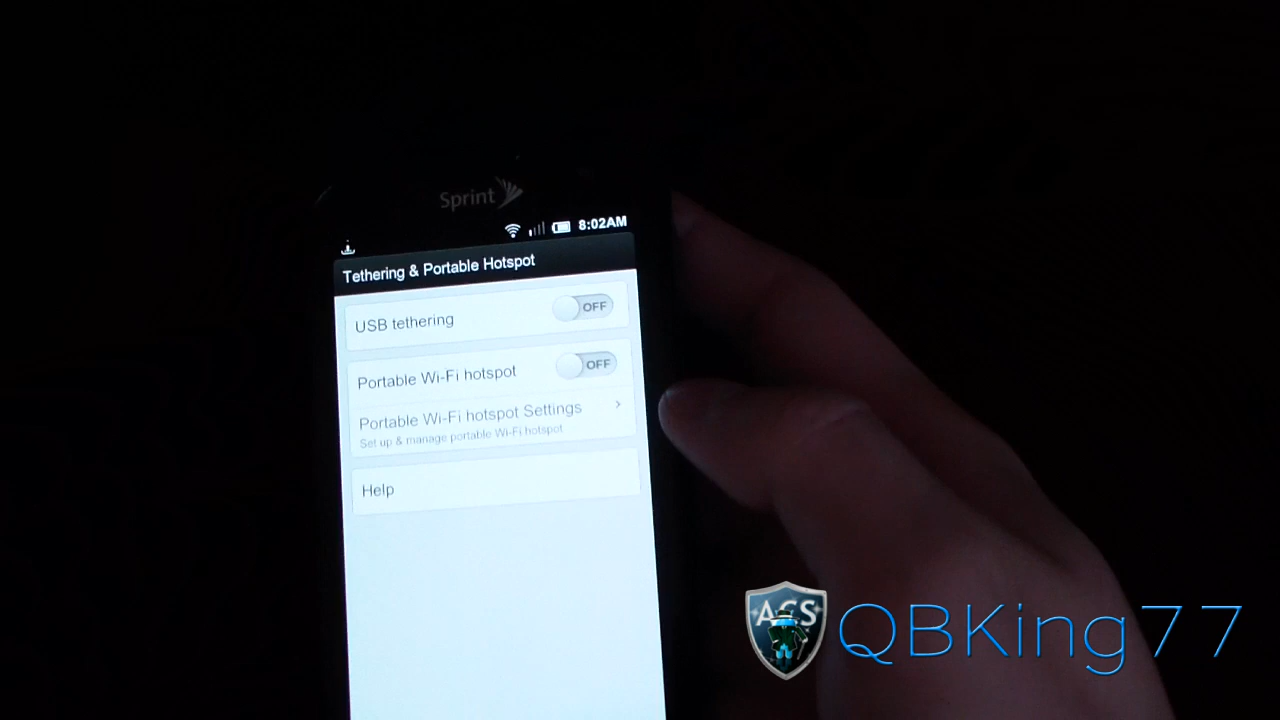 Sprint
8:02AM
Tethering & Portable Hotspot
USB tethering
OFF
Portable Wi-Fi hotspot
OFF
Portable Wi-Fi hotspot Settings
Set up & manage portable Wi-Fi hotspot
Help
ACS
QBKing77